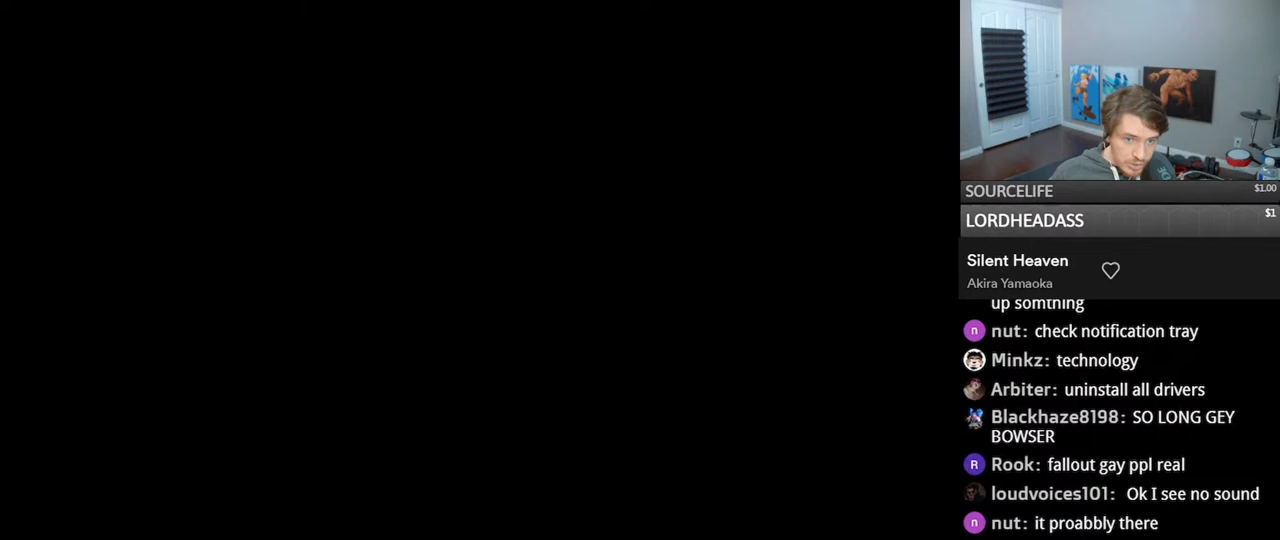 SOURCELIFE $1.00
LORDHEADASS $1
Silent Heaven
Akira Yamaoka
up somthing
n nut: check notification tray
Minkz: technology
Arbiter: uninstall all drivers
Blackhaze8198: SO LONG GEY
BOWSER
R Rook: fallout gay ppl real
loudvoices101: Ok I see no sound
n nut: it proabbly there